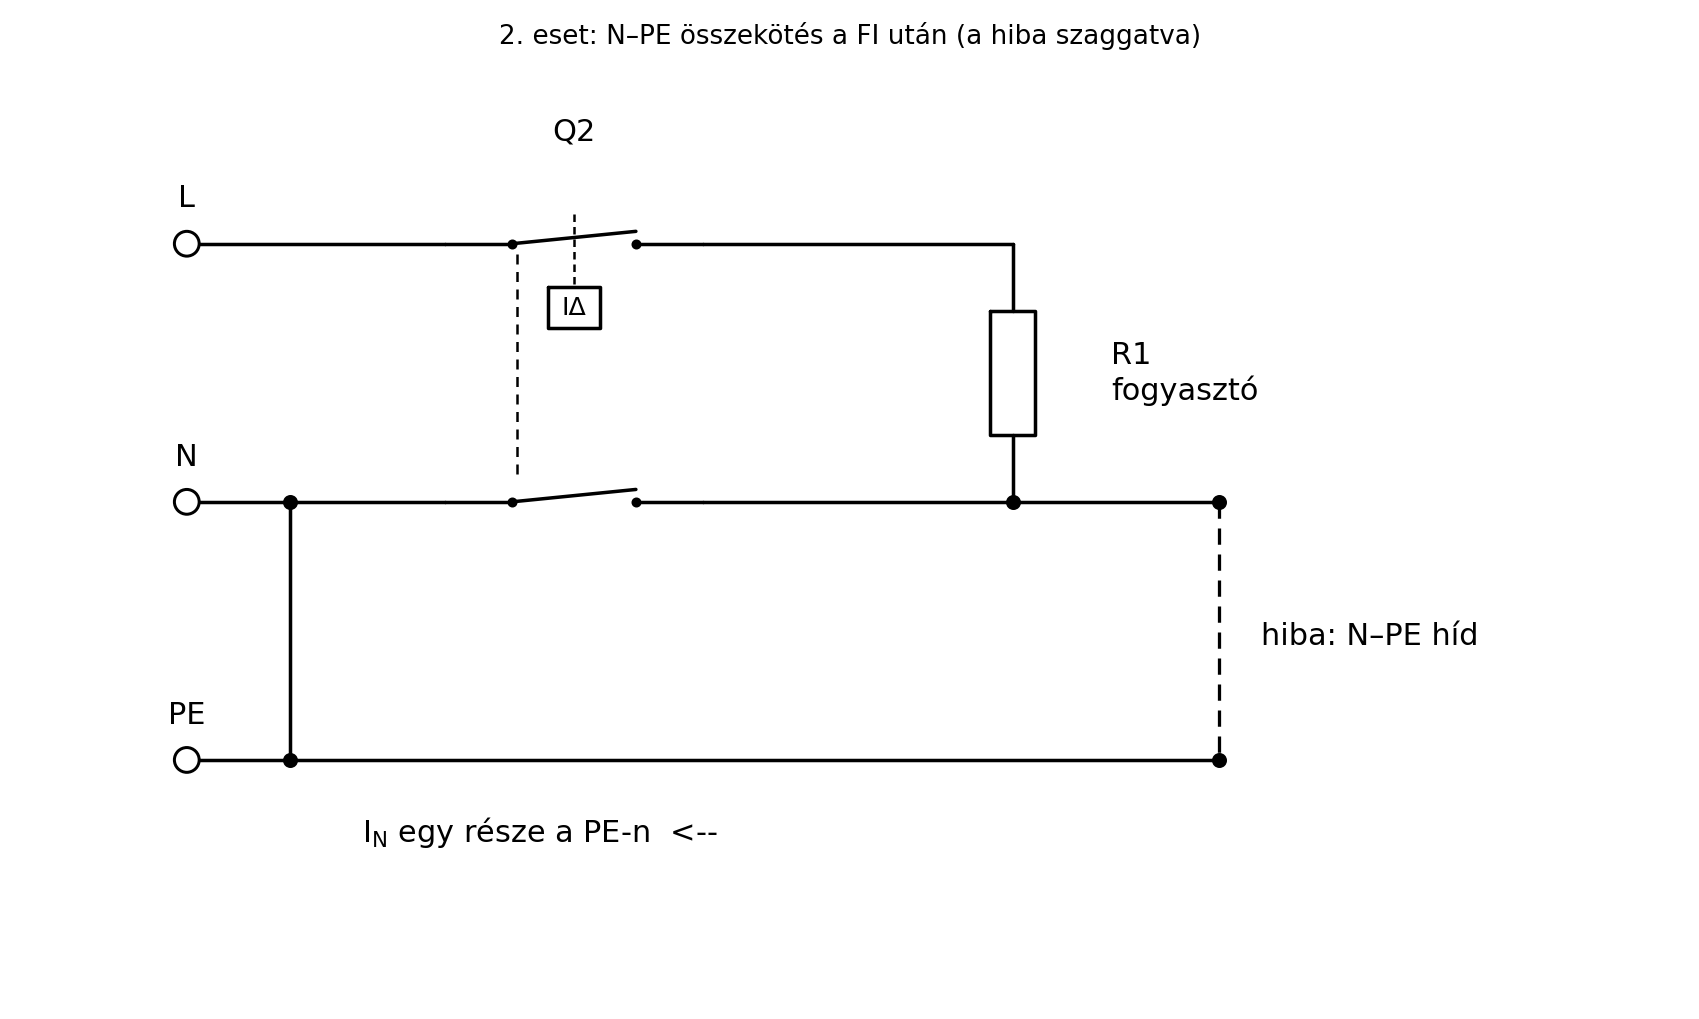 2. eset: N–PE összekötés a FI után (a hiba szaggatva)
Q2
L
IΔ
R1
fogyasztó
N
hiba: N–PE híd
PE
I_N egy része a PE-n <--